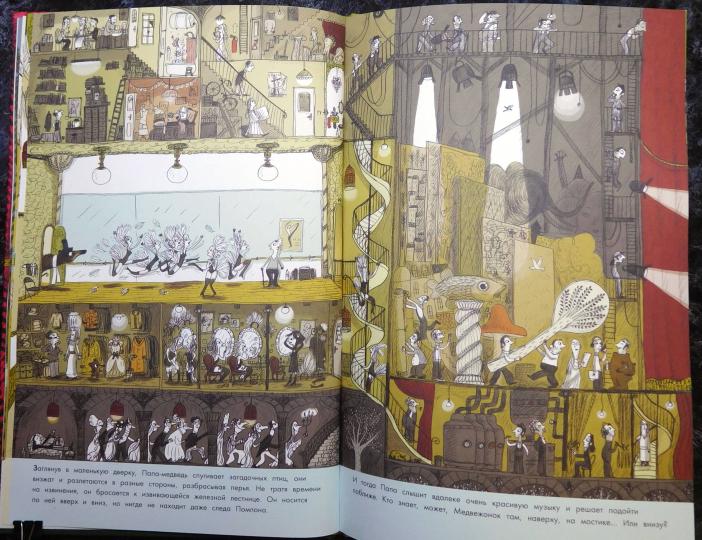 Заглянув в маленькую дверку, Папа-медведь спугивает загадочных птиц, они
визжат и разлетаются в разные стороны, разбрасывая перья. Не тратя времени
на извинения, он бросается к извивающейся железной лестнице. Он носится
по ней вверх и вниз, но нигде не находит даже следа Помпона.
И тогда Папа слышит вдалеке очень красивую музыку и решает подойти
поближе. Кто знает, может, Медвежонок там, наверху, на мостике... Или внизу?